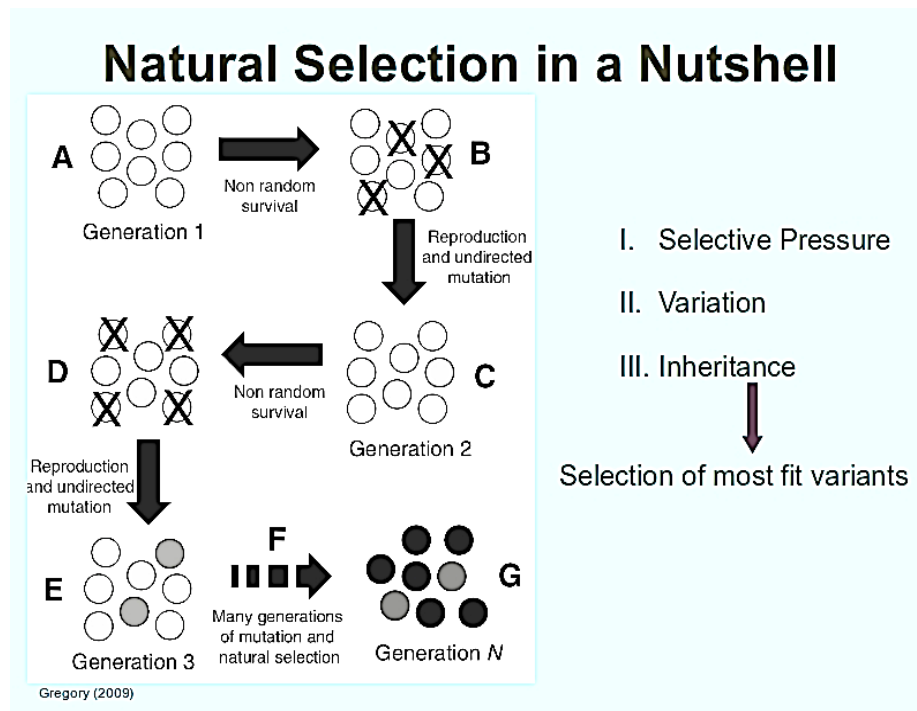 Natural Selection in a Nutshell
A
Generation 1
Non random
survival
X
X
X
B
Reproduction
and undirected
mutation
C
Generation 2
Non random
survival
X
X
X
X
D
Reproduction
and undirected
mutation
E
Generation 3
F
Many generations
of mutation and
natural selection
G
Generation N
Gregory (2009)
I. Selective Pressure
II. Variation
III. Inheritance
Selection of most fit variants